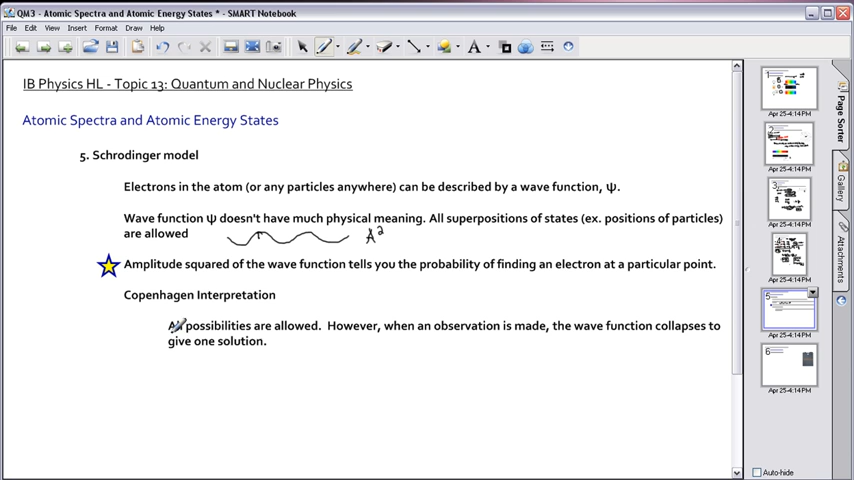 QM3 - Atomic Spectra and Atomic Energy States * - SMART Notebook
File Edit View Insert Format Draw Help
IB Physics HL - Topic 13: Quantum and Nuclear Physics
Atomic Spectra and Atomic Energy States
5. Schrodinger model
Electrons in the atom (or any particles anywhere) can be described by a wave function, ψ.
Wave function ψ doesn't have much physical meaning. All superpositions of states (ex. positions of particles)
are allowed
A²
Amplitude squared of the wave function tells you the probability of finding an electron at a particular point.
Copenhagen Interpretation
All possibilities are allowed. However, when an observation is made, the wave function collapses to
give one solution.
1
Apr 25-4:14 PM
2
Apr 25-4:14 PM
3
Apr 25-4:14 PM
4
Apr 25-4:14 PM
5
Apr 25-4:14 PM
6
Apr 25-4:14 PM
Page Sorter
Gallery
Attachments
Auto-hide